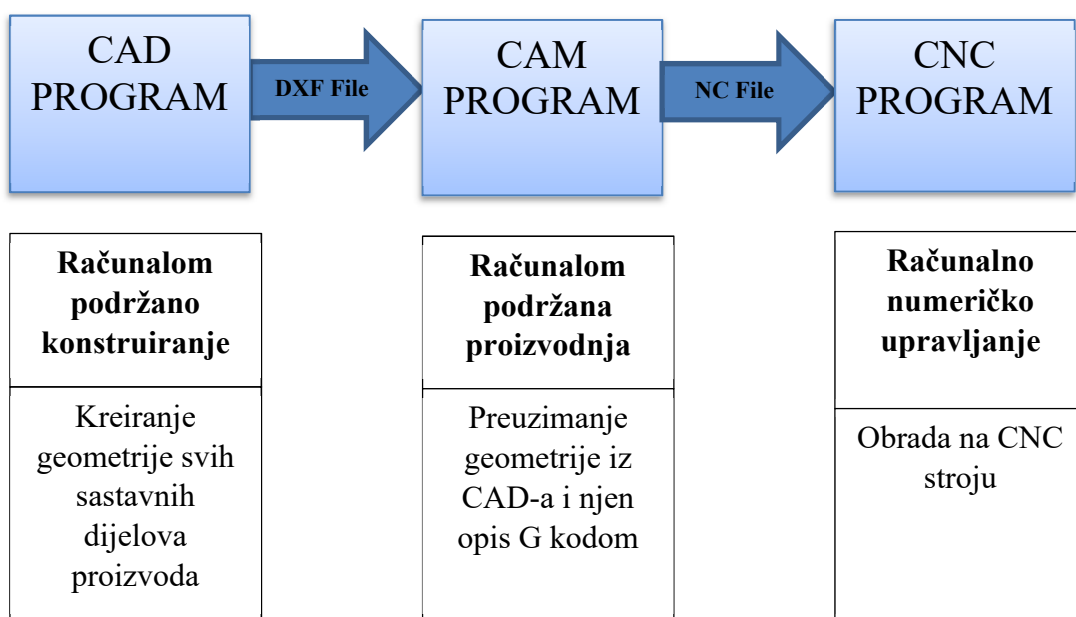 CAD
PROGRAM
DXF File
CAM
PROGRAM
NC File
CNC
PROGRAM
Računalom
podržano
konstruiranje
Kreiranje
geometrije svih
sastavnih
dijelova
proizvoda
Računalom
podržana
proizvodnja
Preuzimanje
geometrije iz
CAD-a i njen
opis G kodom
Računalno
numeričko
upravljanje
Obrada na CNC
stroju